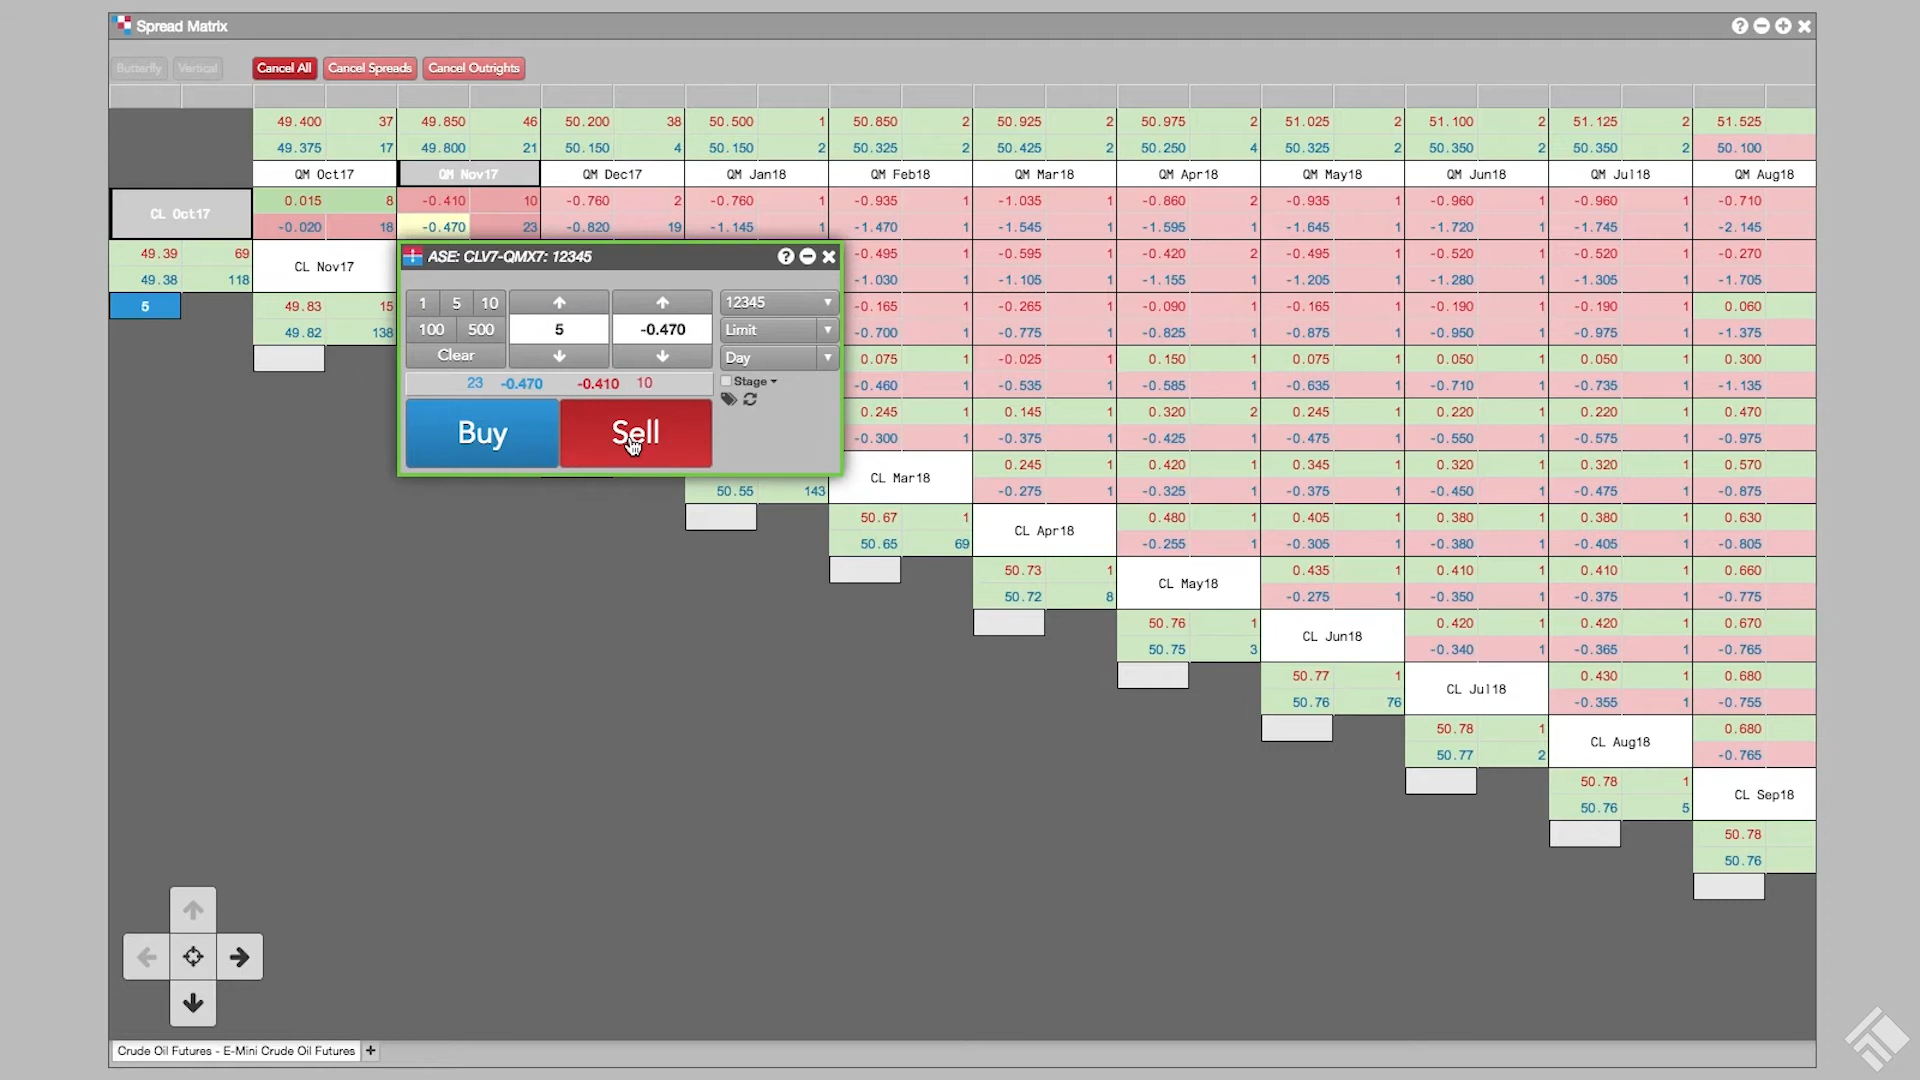 Spread Matrix
Butterfly Vertical Cancel All Cancel Spreads Cancel Outrights
49.400 37 49.850 46 50.200 38 50.500 1 50.850 2 50.925 2 50.975 2 51.025 2 51.100 2 51.125 2 51.525
49.375 17 49.800 21 50.150 4 50.150 2 50.325 2 50.425 2 50.250 4 50.325 2 50.350 2 50.350 2 50.100
QM Oct17 QM Nov17 QM Dec17 QM Jan18 QM Feb18 QM Mar18 QM Apr18 QM May18 QM Jun18 QM Jul18 QM Aug18
0.015 8 -0.410 10 -0.760 2 -0.760 1 -0.935 1 -1.035 1 -0.860 2 -0.935 1 -0.960 1 -0.960 1 -0.710
CL Oct17
-0.020 18 -0.470 23 -0.820 19 -1.145 1 -1.470 1 -1.545 1 -1.595 1 -1.645 1 -1.720 1 -1.745 1 -2.145
49.39 69 ASE: CLV7-QMX7: 12345 -0.495 1 -0.595 1 -0.420 2 -0.495 1 -0.520 1 -0.520 1 -0.270
CL Nov17
49.38 118 -1.030 1 -1.105 1 -1.155 1 -1.205 1 -1.280 1 -1.305 1 -1.705
5 49.83 15 1 5 10 12345 -0.165 1 -0.265 1 -0.090 1 -0.165 1 -0.190 1 -0.190 1 0.060
49.82 138 100 500 5 -0.470 Limit -0.700 1 -0.775 1 -0.825 1 -0.875 1 -0.950 1 -0.975 1 -1.375
Clear Day 0.075 1 -0.025 1 0.150 1 0.075 1 0.050 1 0.050 1 0.300
23 -0.470 -0.410 10 Stage -0.460 1 -0.535 1 -0.585 1 -0.635 1 -0.710 1 -0.735 1 -1.135
0.245 1 0.145 1 0.320 2 0.245 1 0.220 1 0.220 1 0.470
Buy Sell -0.300 1 -0.375 1 -0.425 1 -0.475 1 -0.550 1 -0.575 1 -0.975
0.245 1 0.420 1 0.345 1 0.320 1 0.320 1 0.570
CL Mar18
50.55 143 -0.275 1 -0.325 1 -0.375 1 -0.450 1 -0.475 1 -0.875
50.67 1 0.480 1 0.405 1 0.380 1 0.380 1 0.630
CL Apr18
50.65 69 -0.255 1 -0.305 1 -0.380 1 -0.405 1 -0.805
50.73 1 0.435 1 0.410 1 0.410 1 0.660
CL May18
50.72 8 -0.275 1 -0.350 1 -0.375 1 -0.775
50.76 1 0.420 1 0.420 1 0.670
CL Jun18
50.75 3 -0.340 1 -0.365 1 -0.765
50.77 1 0.430 1 0.680
CL Jul18
50.76 76 -0.355 1 -0.755
50.78 1 0.680
CL Aug18
50.77 2 -0.765
50.78 1
CL Sep18
50.76 5
50.78
50.76
Crude Oil Futures - E-Mini Crude Oil Futures